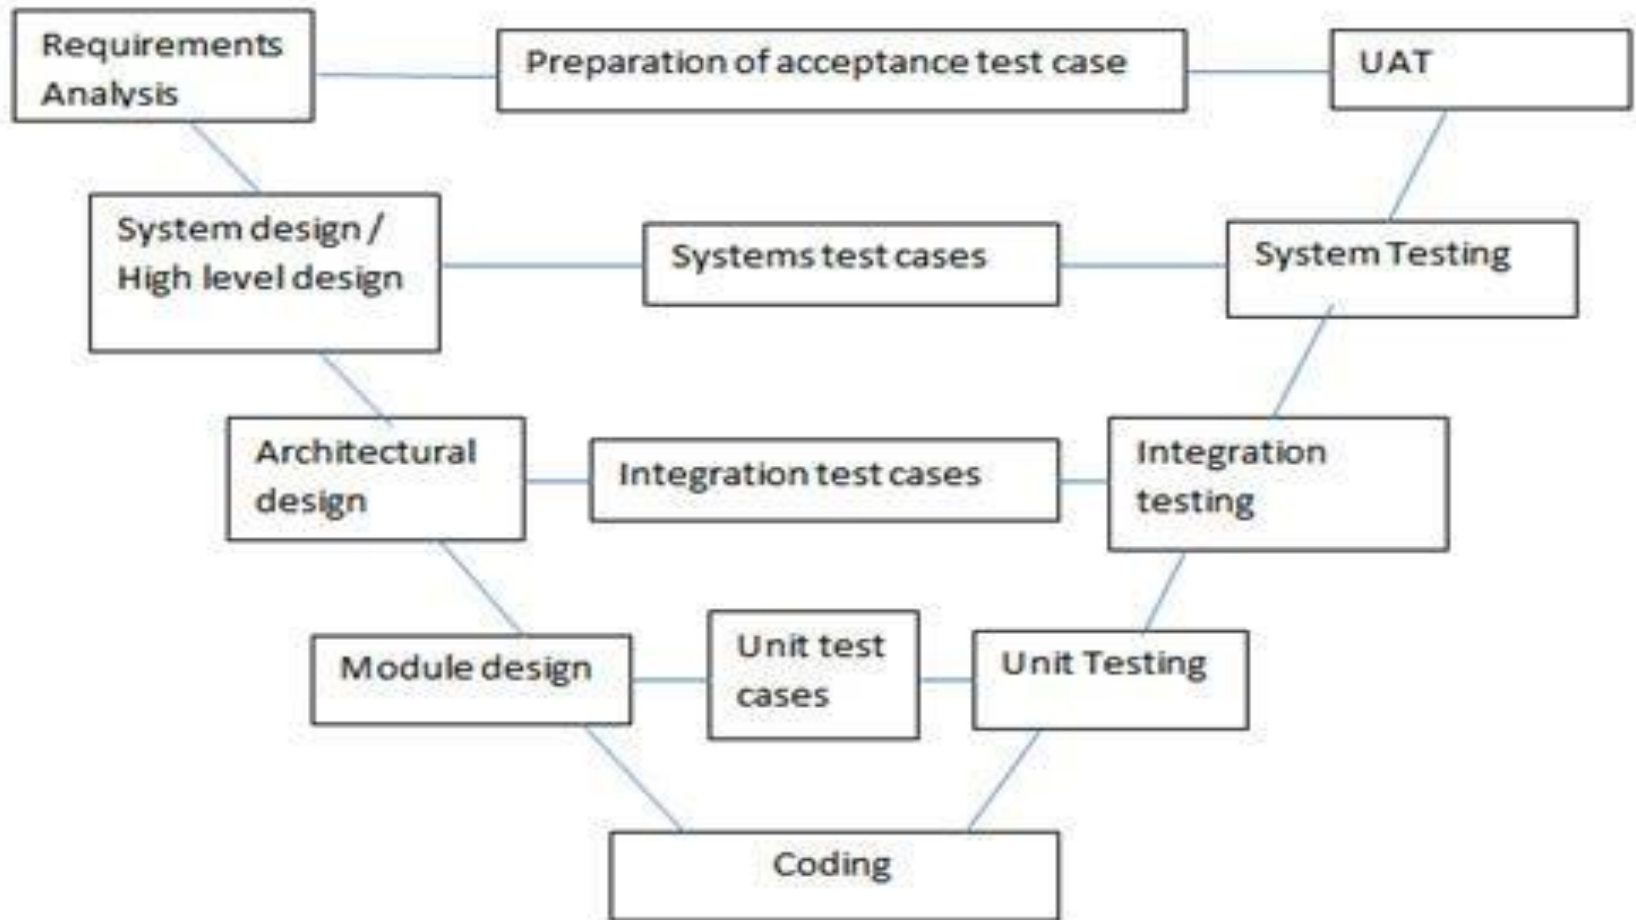 Requirements
Analysis
Preparation of acceptance test case
UAT
System design /
High level design
Systems test cases
System Testing
Architectural
design
Integration test cases
Integration
testing
Module design
Unit test
cases
Unit Testing
Coding